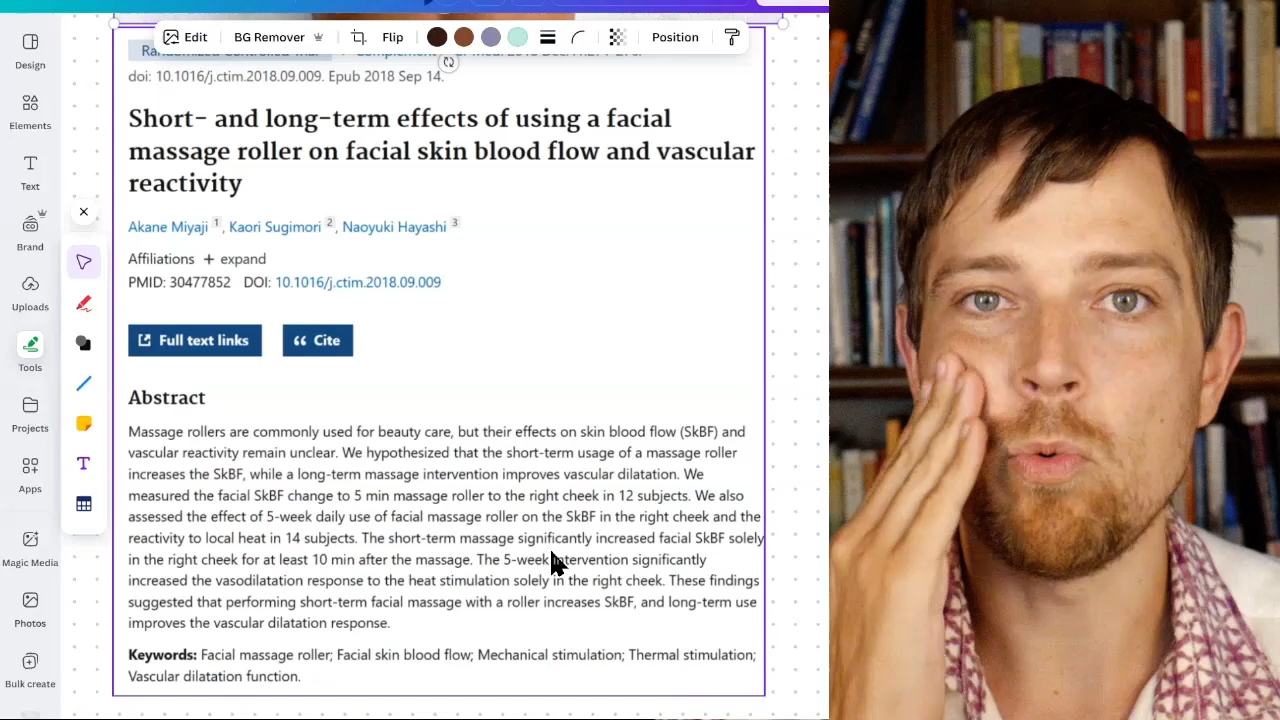 Edit
BG Remover
Flip
Position
Design
Elements
Text
Brand
Uploads
Tools
Projects
Apps
Magic Media
Photos
Bulk create
doi: 10.1016/j.ctim.2018.09.009. Epub 2018 Sep 14.
Short- and long-term effects of using a facial
massage roller on facial skin blood flow and vascular
reactivity
Akane Miyaji 1, Kaori Sugimori 2, Naoyuki Hayashi 3
Affiliations + expand
PMID: 30477852 DOI: 10.1016/j.ctim.2018.09.009
Full text links
Cite
Abstract
Massage rollers are commonly used for beauty care, but their effects on skin blood flow (SkBF) and
vascular reactivity remain unclear. We hypothesized that the short-term usage of a massage roller
increases the SkBF, while a long-term massage intervention improves vascular dilatation. We
measured the facial SkBF change to 5 min massage roller to the right cheek in 12 subjects. We also
assessed the effect of 5-week daily use of facial massage roller on the SkBF in the right cheek and the
reactivity to local heat in 14 subjects. The short-term massage significantly increased facial SkBF solely
in the right cheek for at least 10 min after the massage. The 5-week intervention significantly
increased the vasodilatation response to the heat stimulation solely in the right cheek. These findings
suggested that performing short-term facial massage with a roller increases SkBF, and long-term use
improves the vascular dilatation response.
Keywords: Facial massage roller; Facial skin blood flow; Mechanical stimulation; Thermal stimulation;
Vascular dilatation function.